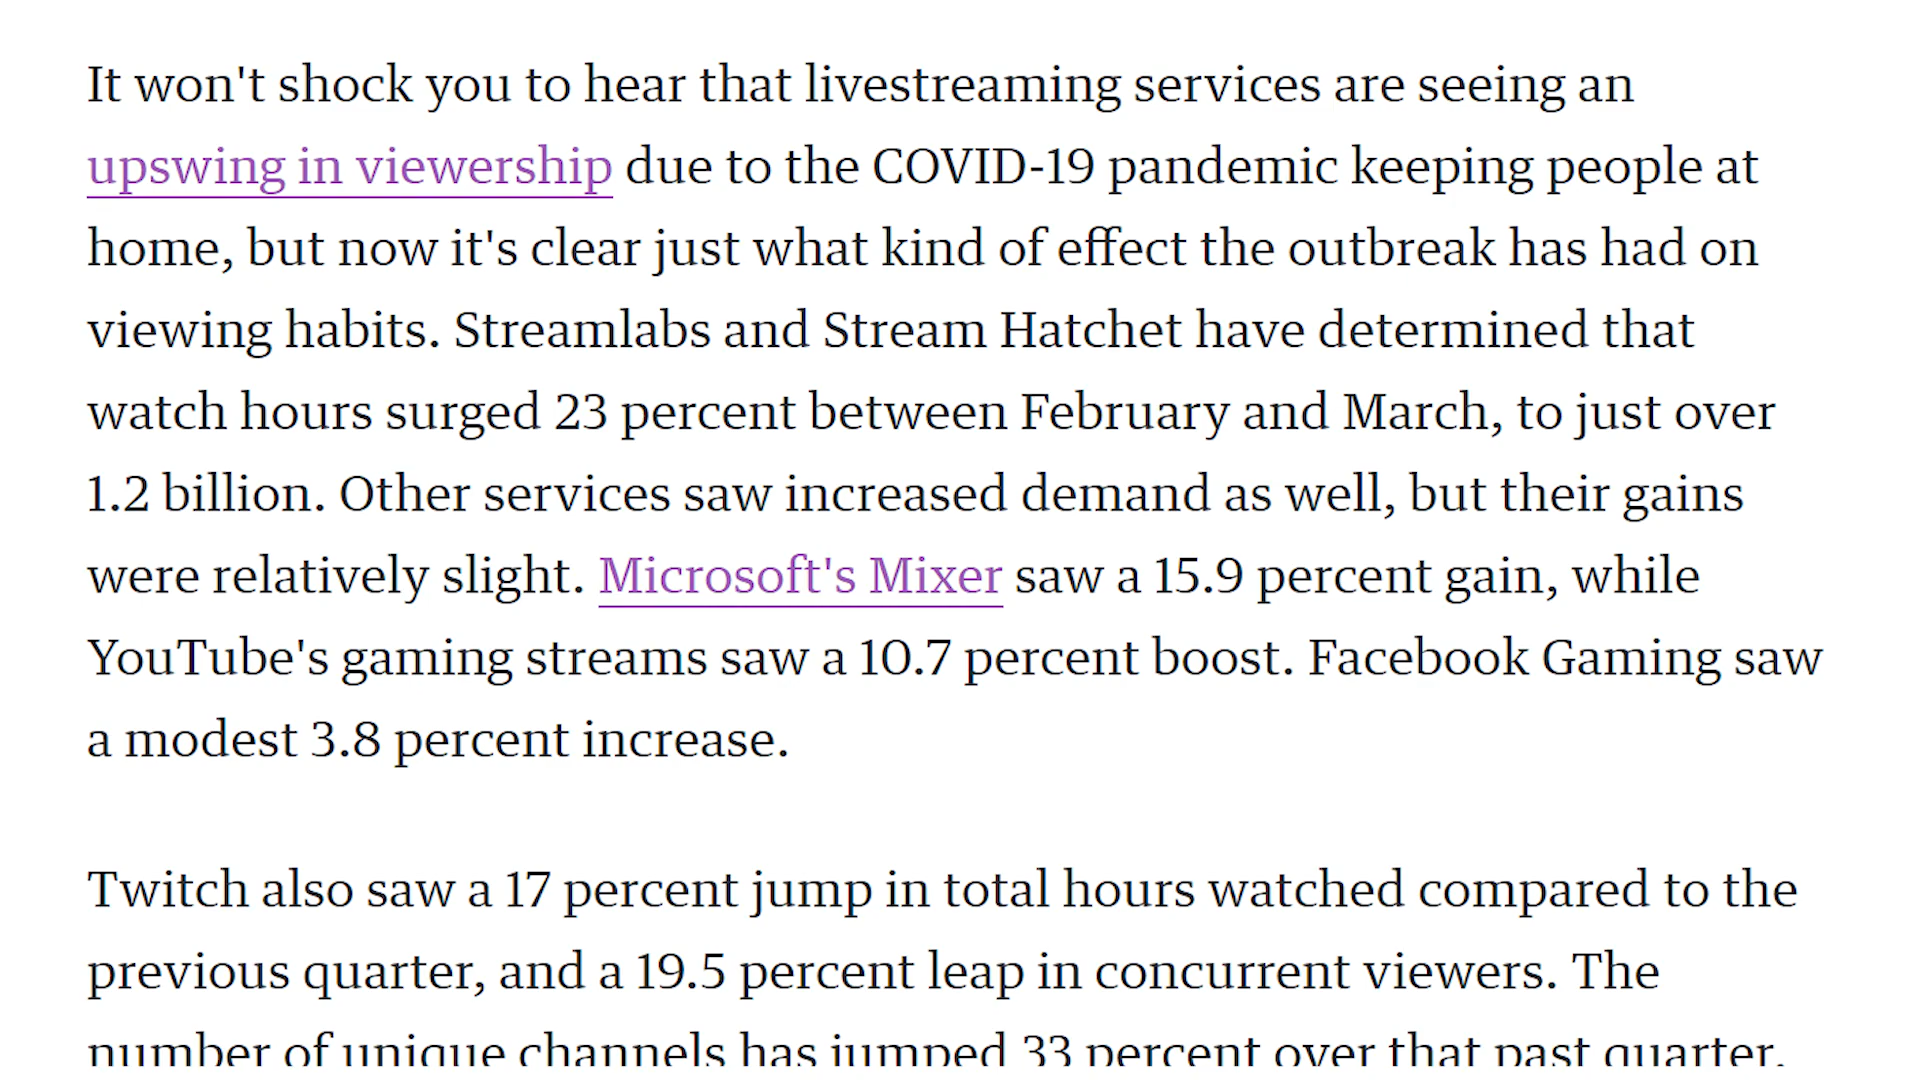 It won't shock you to hear that livestreaming services are seeing an
upswing in viewership due to the COVID-19 pandemic keeping people at
home, but now it's clear just what kind of effect the outbreak has had on
viewing habits. Streamlabs and Stream Hatchet have determined that
watch hours surged 23 percent between February and March, to just over
1.2 billion. Other services saw increased demand as well, but their gains
were relatively slight. Microsoft's Mixer saw a 15.9 percent gain, while
YouTube's gaming streams saw a 10.7 percent boost. Facebook Gaming saw
a modest 3.8 percent increase.
Twitch also saw a 17 percent jump in total hours watched compared to the
previous quarter, and a 19.5 percent leap in concurrent viewers. The
number of unique channels has jumped 33 percent over that past quarter.